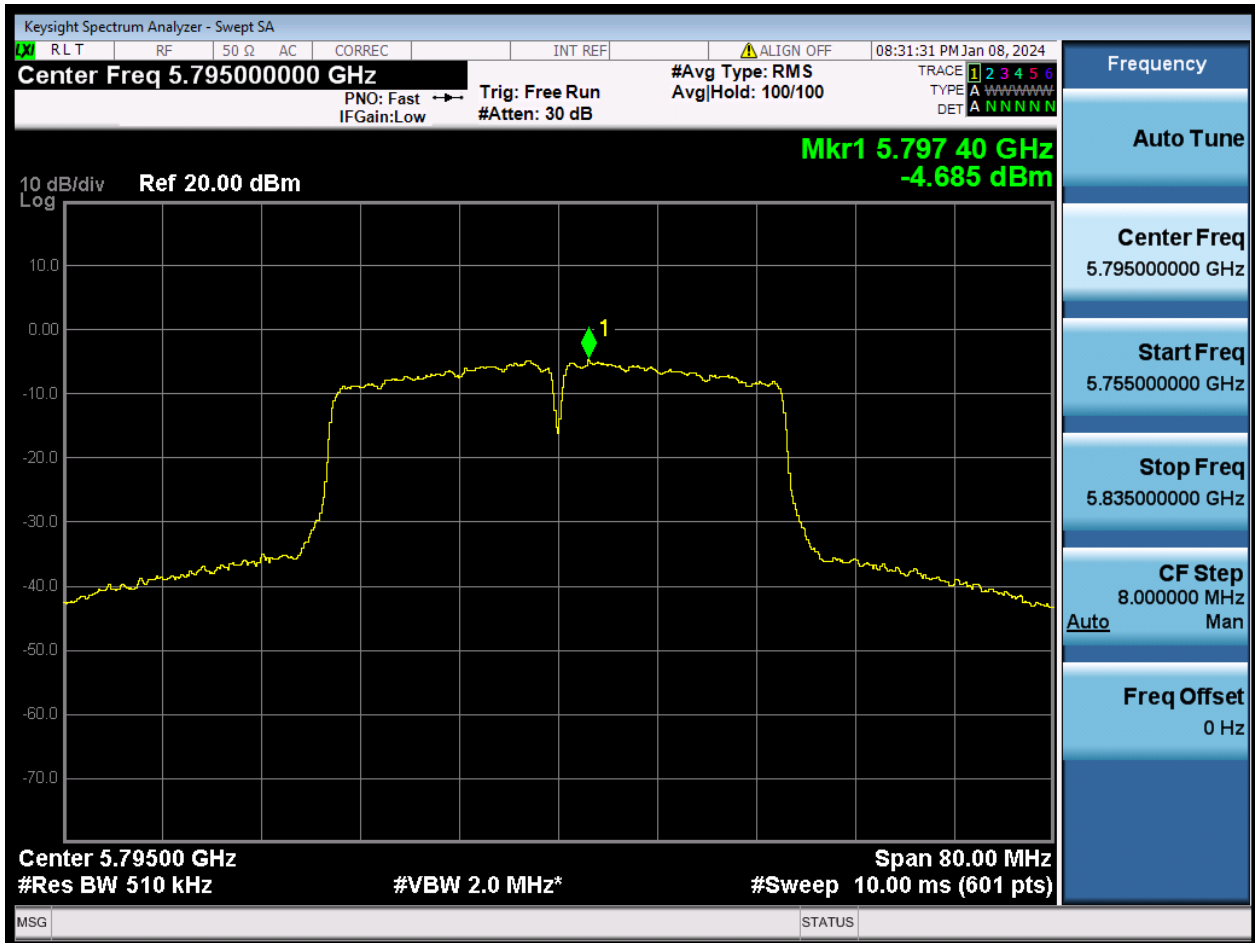 Keysight Spectrum Analyzer - Swept SA
LXI RLT RF 50 Ω AC CORREC INT REF ALIGN OFF 08:31:31 PM Jan 08, 2024
Center Freq 5.795000000 GHz
PNO: Fast
IFGain:Low
Trig: Free Run
#Atten: 30 dB
#Avg Type: RMS
Avg|Hold: 100/100
TRACE 1 2 3 4 5 6
TYPE A WWWWW
DET A N N N N N
Mkr1 5.797 40 GHz
-4.685 dBm
10 dB/div Ref 20.00 dBm
Log
10.0
0.00
-10.0
-20.0
-30.0
-40.0
-50.0
-60.0
-70.0
1
Center 5.79500 GHz Span 80.00 MHz
#Res BW 510 kHz #VBW 2.0 MHz* #Sweep 10.00 ms (601 pts)
MSG STATUS
Frequency
Auto Tune
Center Freq
5.795000000 GHz
Start Freq
5.755000000 GHz
Stop Freq
5.835000000 GHz
CF Step
8.000000 MHz
Auto Man
Freq Offset
0 Hz